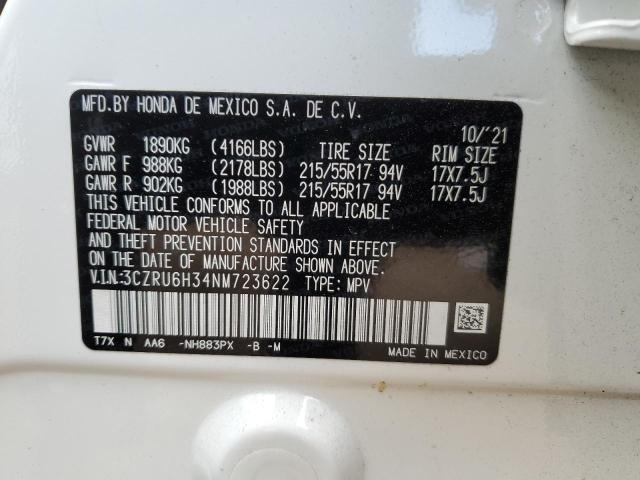 MFD.BY HONDA DE MEXICO S.A. DE C.V.
10/'21
GVWR 1890KG (4166LBS) TIRE SIZE RIM SIZE
GAWR F 988KG (2178LBS) 215/55R17 94V 17X7.5J
GAWR R 902KG (1988LBS) 215/55R17 94V 17X7.5J
THIS VEHICLE CONFORMS TO ALL APPLICABLE
FEDERAL MOTOR VEHICLE SAFETY
AND THEFT PREVENTION STANDARDS IN EFFECT
ON THE DATE OF MANUFACTURE SHOWN ABOVE.
V.I.N.:3CZRU6H34NM723622 TYPE: MPV
T7X N AA6 -NH883PX -B -M
MADE IN MEXICO